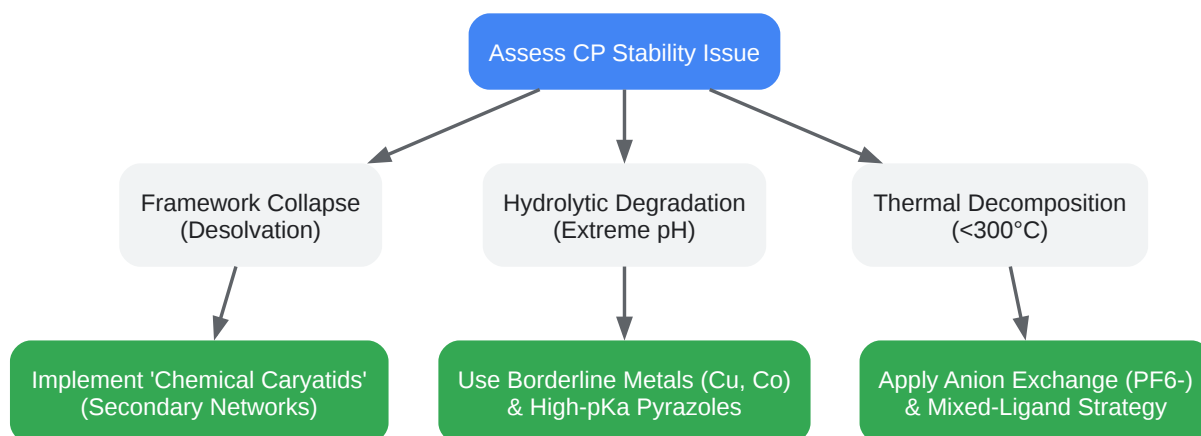 Assess CP Stability Issue
Framework Collapse
(Desolvation)
Hydrolytic Degradation
(Extreme pH)
Thermal Decomposition
(<300°C)
Implement 'Chemical Caryatids'
(Secondary Networks)
Use Borderline Metals (Cu, Co)
& High-pKa Pyrazoles
Apply Anion Exchange (PF6-)
& Mixed-Ligand Strategy